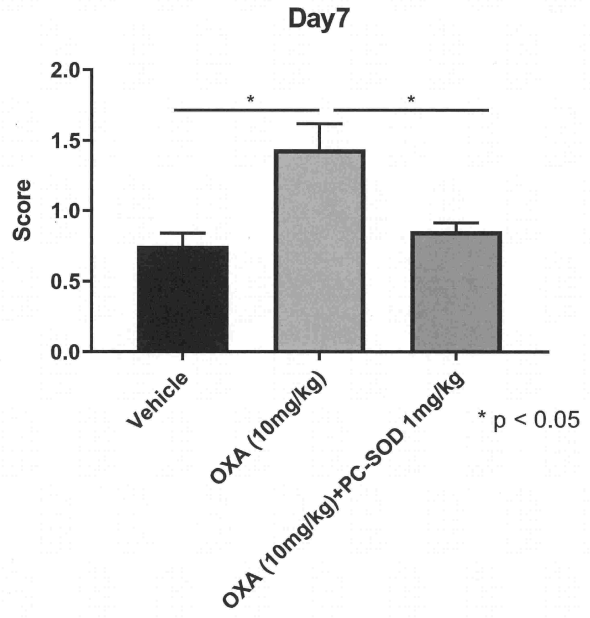 Day7
2.0
*
*
1.5
Score
1.0
0.5
0.0
Vehicle
OXA (10mg/kg)
OXA (10mg/kg)+PC-SOD 1mg/kg
* p < 0.05